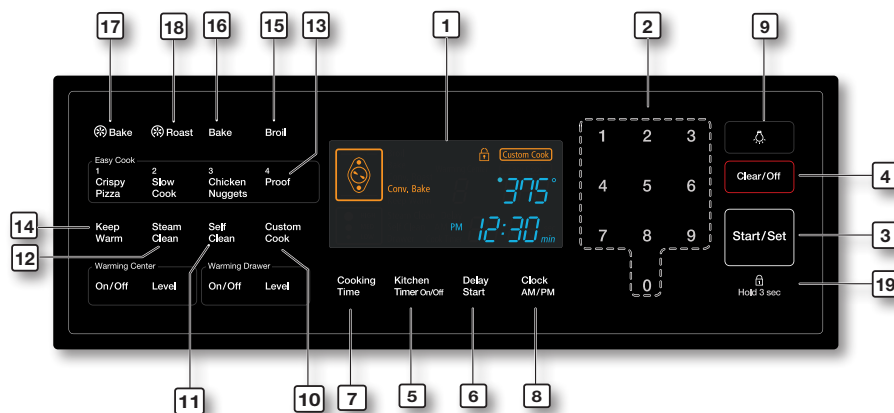 17
18
16
15
13
1
2
9
Bake
Roast
Bake
Broil
Easy Cook
1
Crispy
Pizza
2
Slow
Cook
3
Chicken
Nuggets
4
Proof
Custom Cook
Conv. Bake
375°
PM 12:30 min
1 2 3
4 5 6
7 8 9
0
Clear/Off
4
Start/Set
3
Hold 3 sec
19
14
Keep
Warm
Steam
Clean
Self
Clean
Custom
Cook
12
Warming Center
On/Off Level
Warming Drawer
On/Off Level
Cooking
Time
Kitchen
Timer On/Off
Delay
Start
Clock
AM/PM
11
10
7
5
6
8